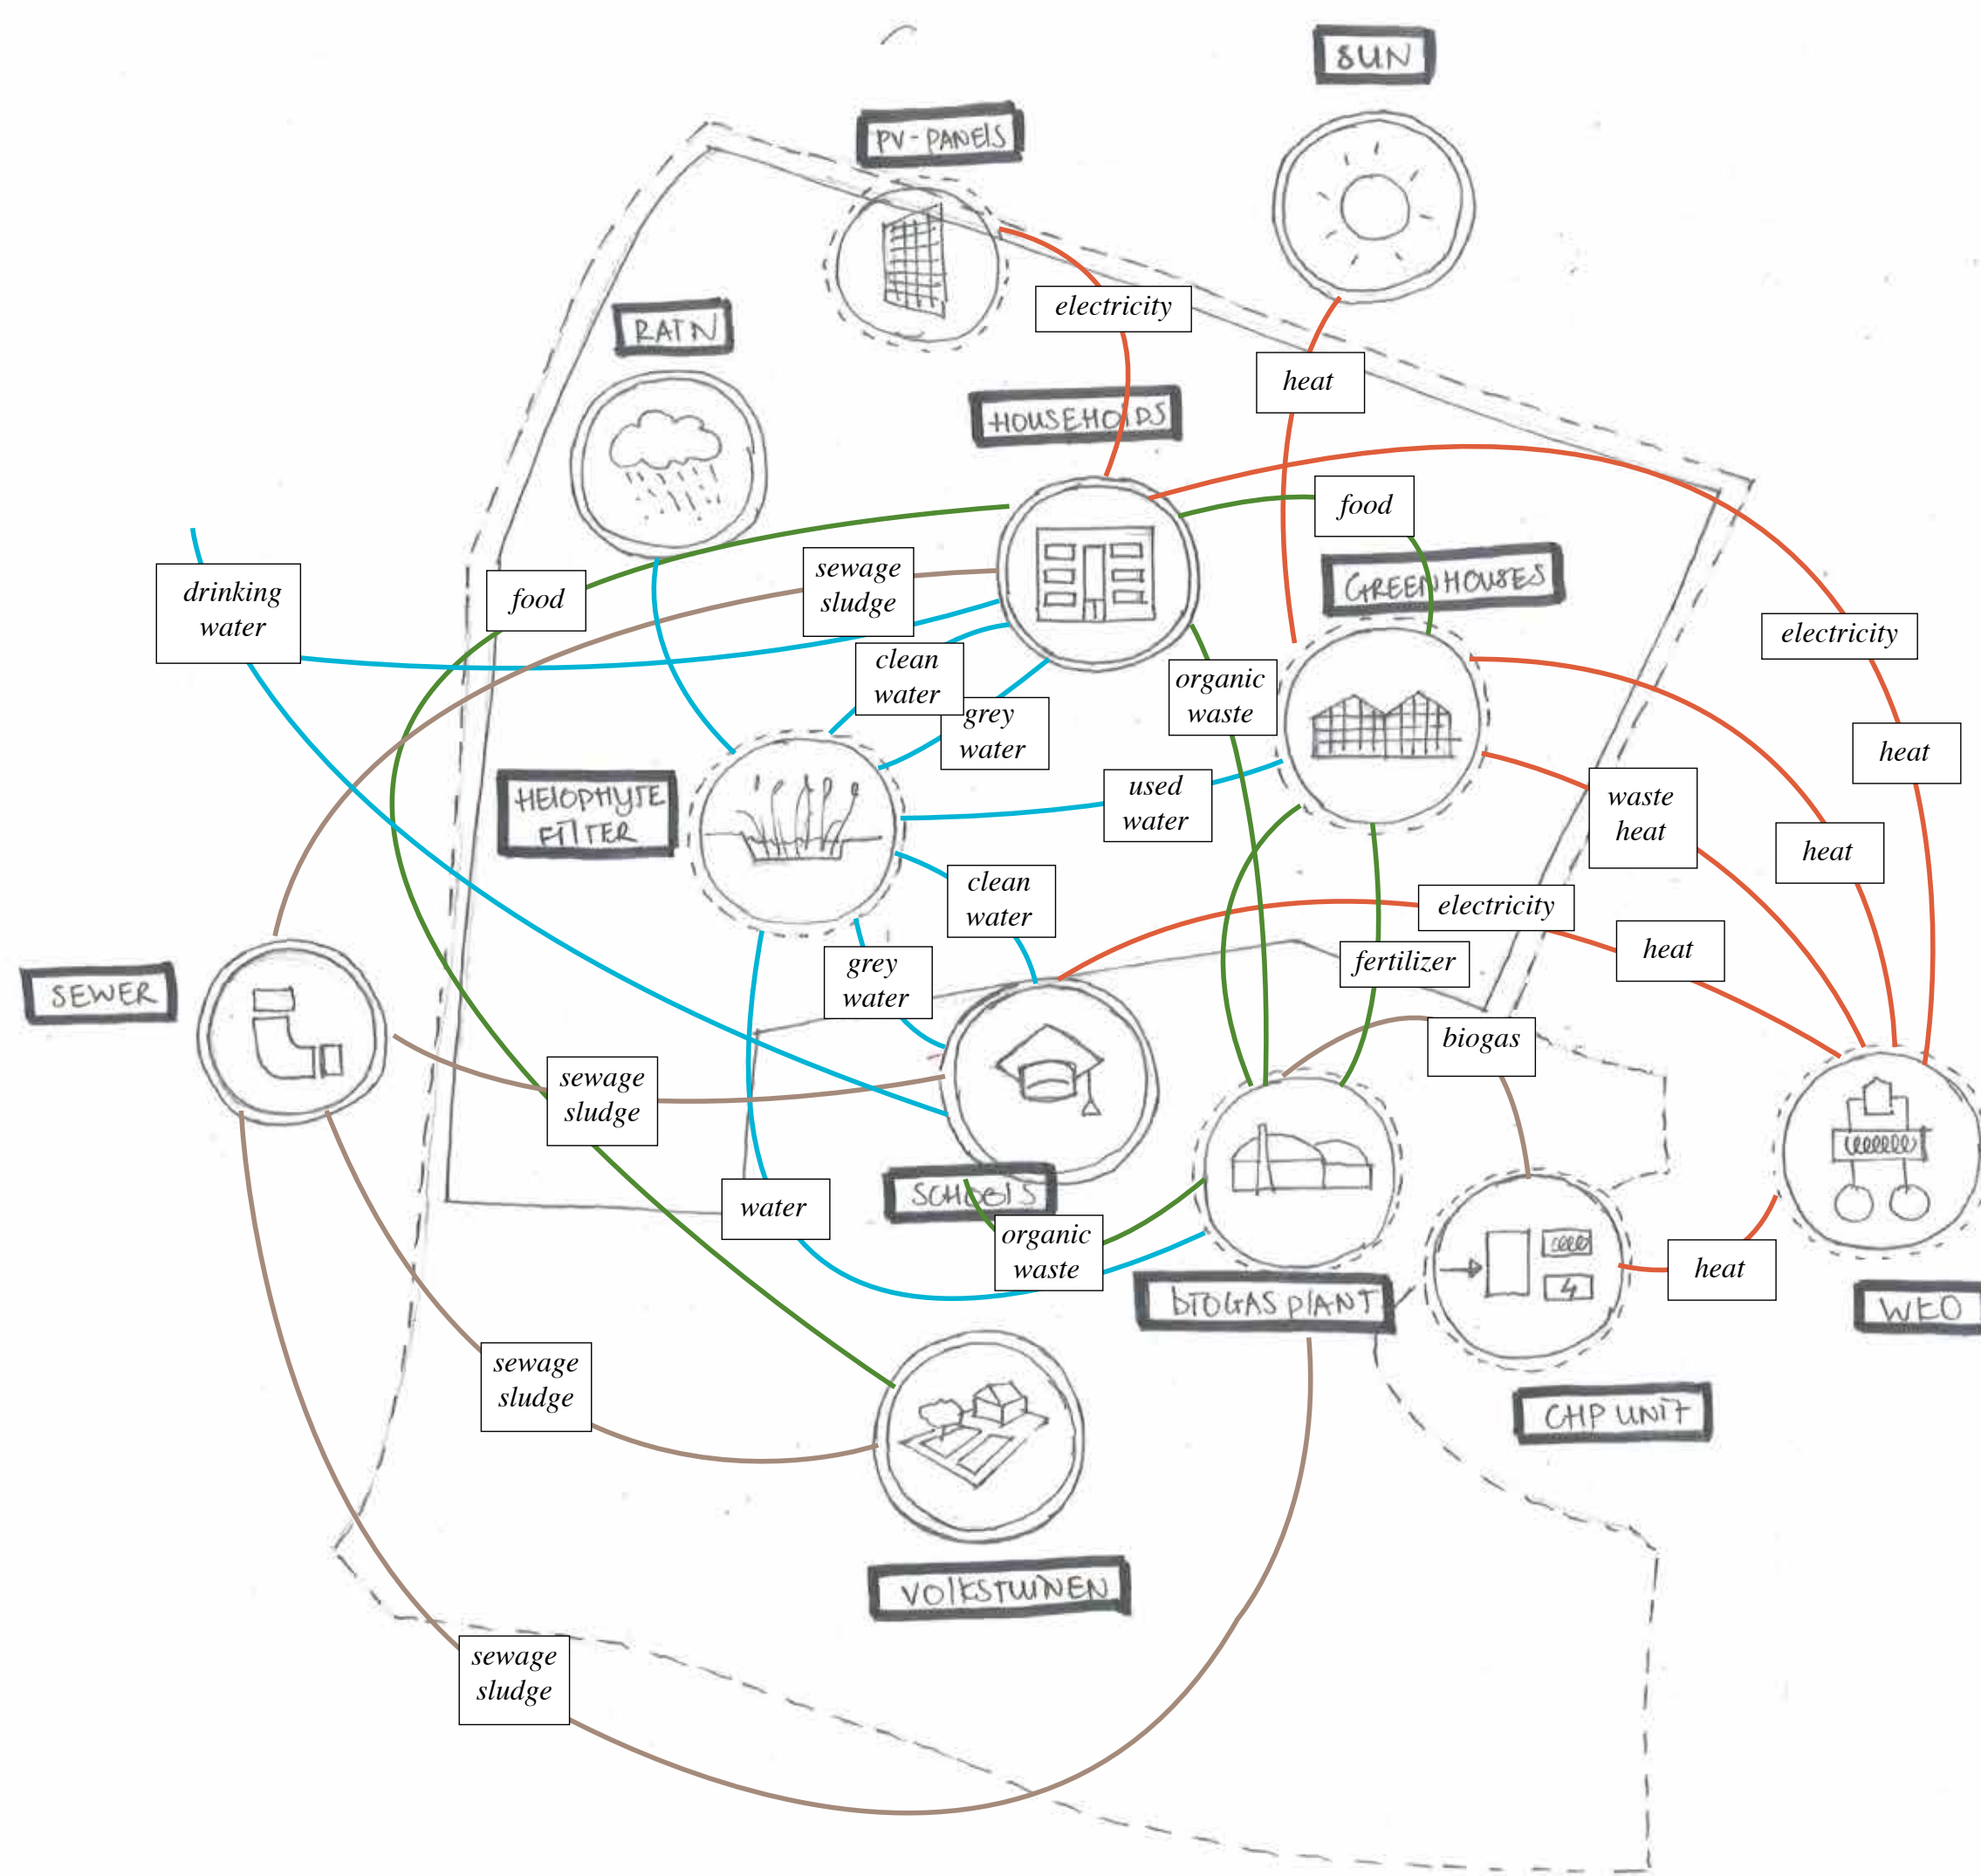 SUN
PV-PANELS
electricity
RAIN
heat
HOUSEHOLDS
food
sewage
sludge
GREENHOUSES
drinking
water
food
electricity
clean
water
organic
waste
grey
water
heat
used
water
waste
heat
HELOPHYTE
FILTER
heat
clean
water
electricity
heat
grey
water
fertilizer
SEWER
biogas
sewage
sludge
SCHOOLS
water
organic
waste
heat
BIOGAS PLANT
WKO
sewage
sludge
CHP UNIT
VOLKSTUINEN
sewage
sludge